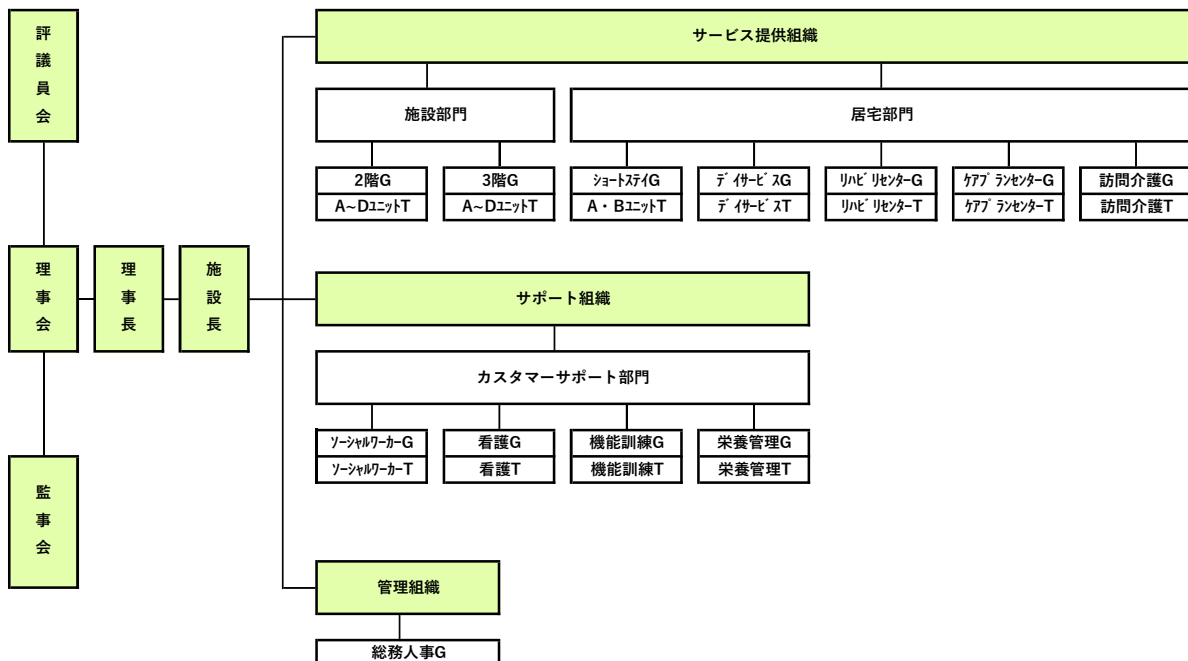 評議員会
理事会
監事会
理事長
施設長
サービス提供組織
施設部門
居宅部門
2階G
A~DユニットT
3階G
A~DユニットT
ショートステイG
A・BユニットT
デイサービスG
デイサービスT
リハビリセンターG
リハビリセンターT
ケアプランセンターG
ケアプランセンターT
訪問介護G
訪問介護T
サポート組織
カスタマーサポート部門
ソーシャルワーカーG
ソーシャルワーカーT
看護G
看護T
機能訓練G
機能訓練T
栄養管理G
栄養管理T
管理組織
総務人事G